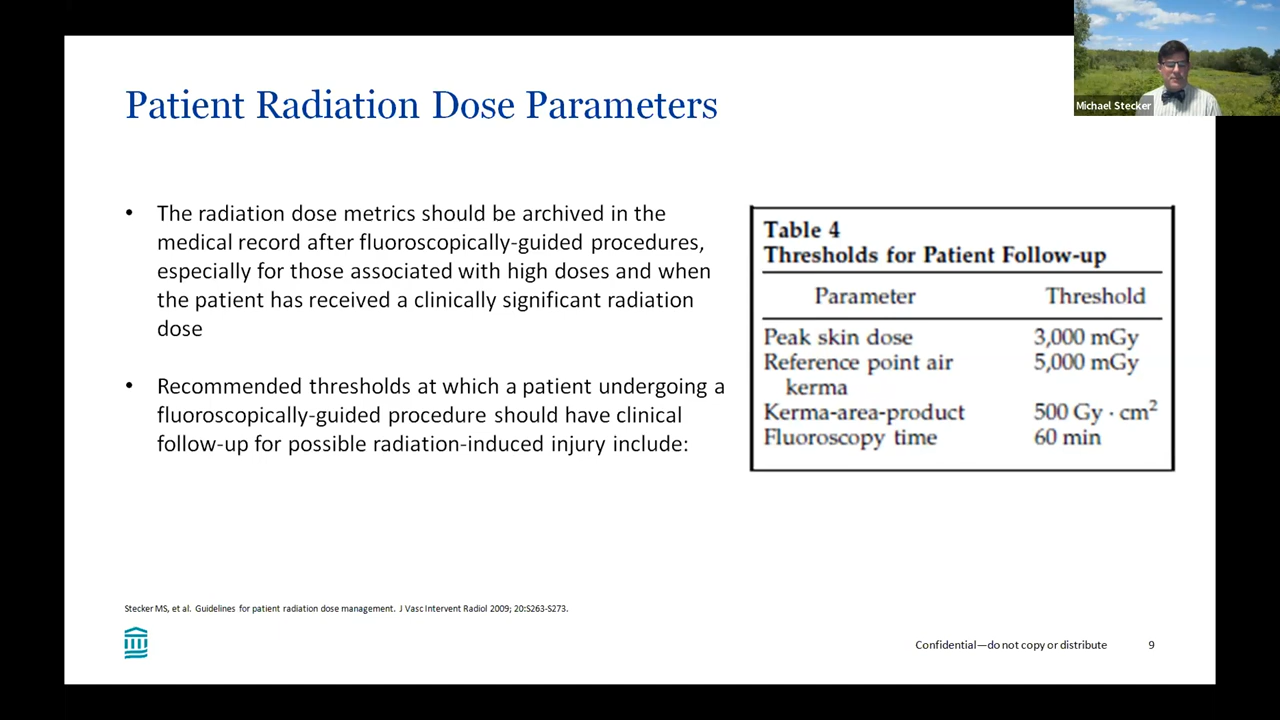 Michael Stecker
Patient Radiation Dose Parameters
• The radiation dose metrics should be archived in the
medical record after fluoroscopically-guided procedures,
especially for those associated with high doses and when
the patient has received a clinically significant radiation
dose
• Recommended thresholds at which a patient undergoing a
fluoroscopically-guided procedure should have clinical
follow-up for possible radiation-induced injury include:
Table 4
Thresholds for Patient Follow-up
Parameter Threshold
Peak skin dose 3,000 mGy
Reference point air 5,000 mGy
kerma
Kerma-area-product 500 Gy · cm²
Fluoroscopy time 60 min
Stecker MS, et al. Guidelines for patient radiation dose management. J Vasc Intervent Radiol 2009; 20:S263-S273.
Confidential—do not copy or distribute 9